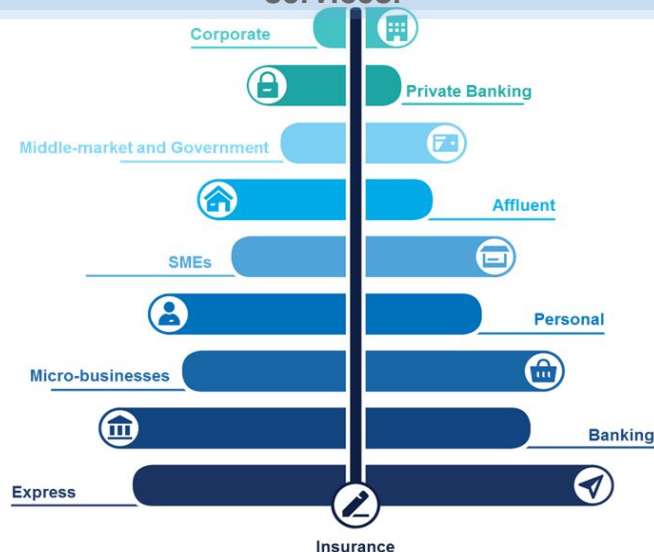 Corporate
Private Banking
Middle-market and Government
Affluent
SMEs
Personal
Micro-businesses
Banking
Express
Insurance